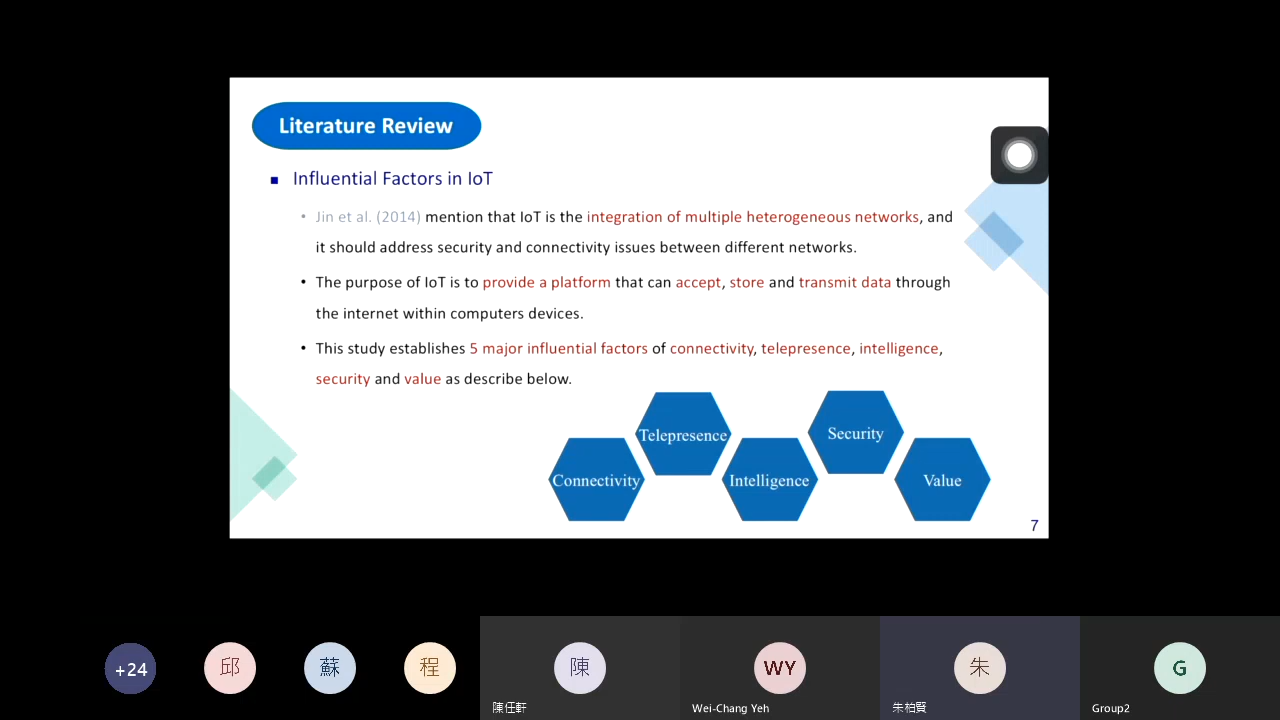 Literature Review
Influential Factors in IoT
Jin et al. (2014) mention that IoT is the integration of multiple heterogeneous networks, and
it should address security and connectivity issues between different networks.
The purpose of IoT is to provide a platform that can accept, store and transmit data through
the internet within computers devices.
This study establishes 5 major influential factors of connectivity, telepresence, intelligence,
security and value as describe below.
Connectivity
Telepresence
Intelligence
Security
Value
7
+24
邱
蘇
程
陳
陳任軒
WY
Wei-Chang Yeh
朱
朱柏賢
G
Group2